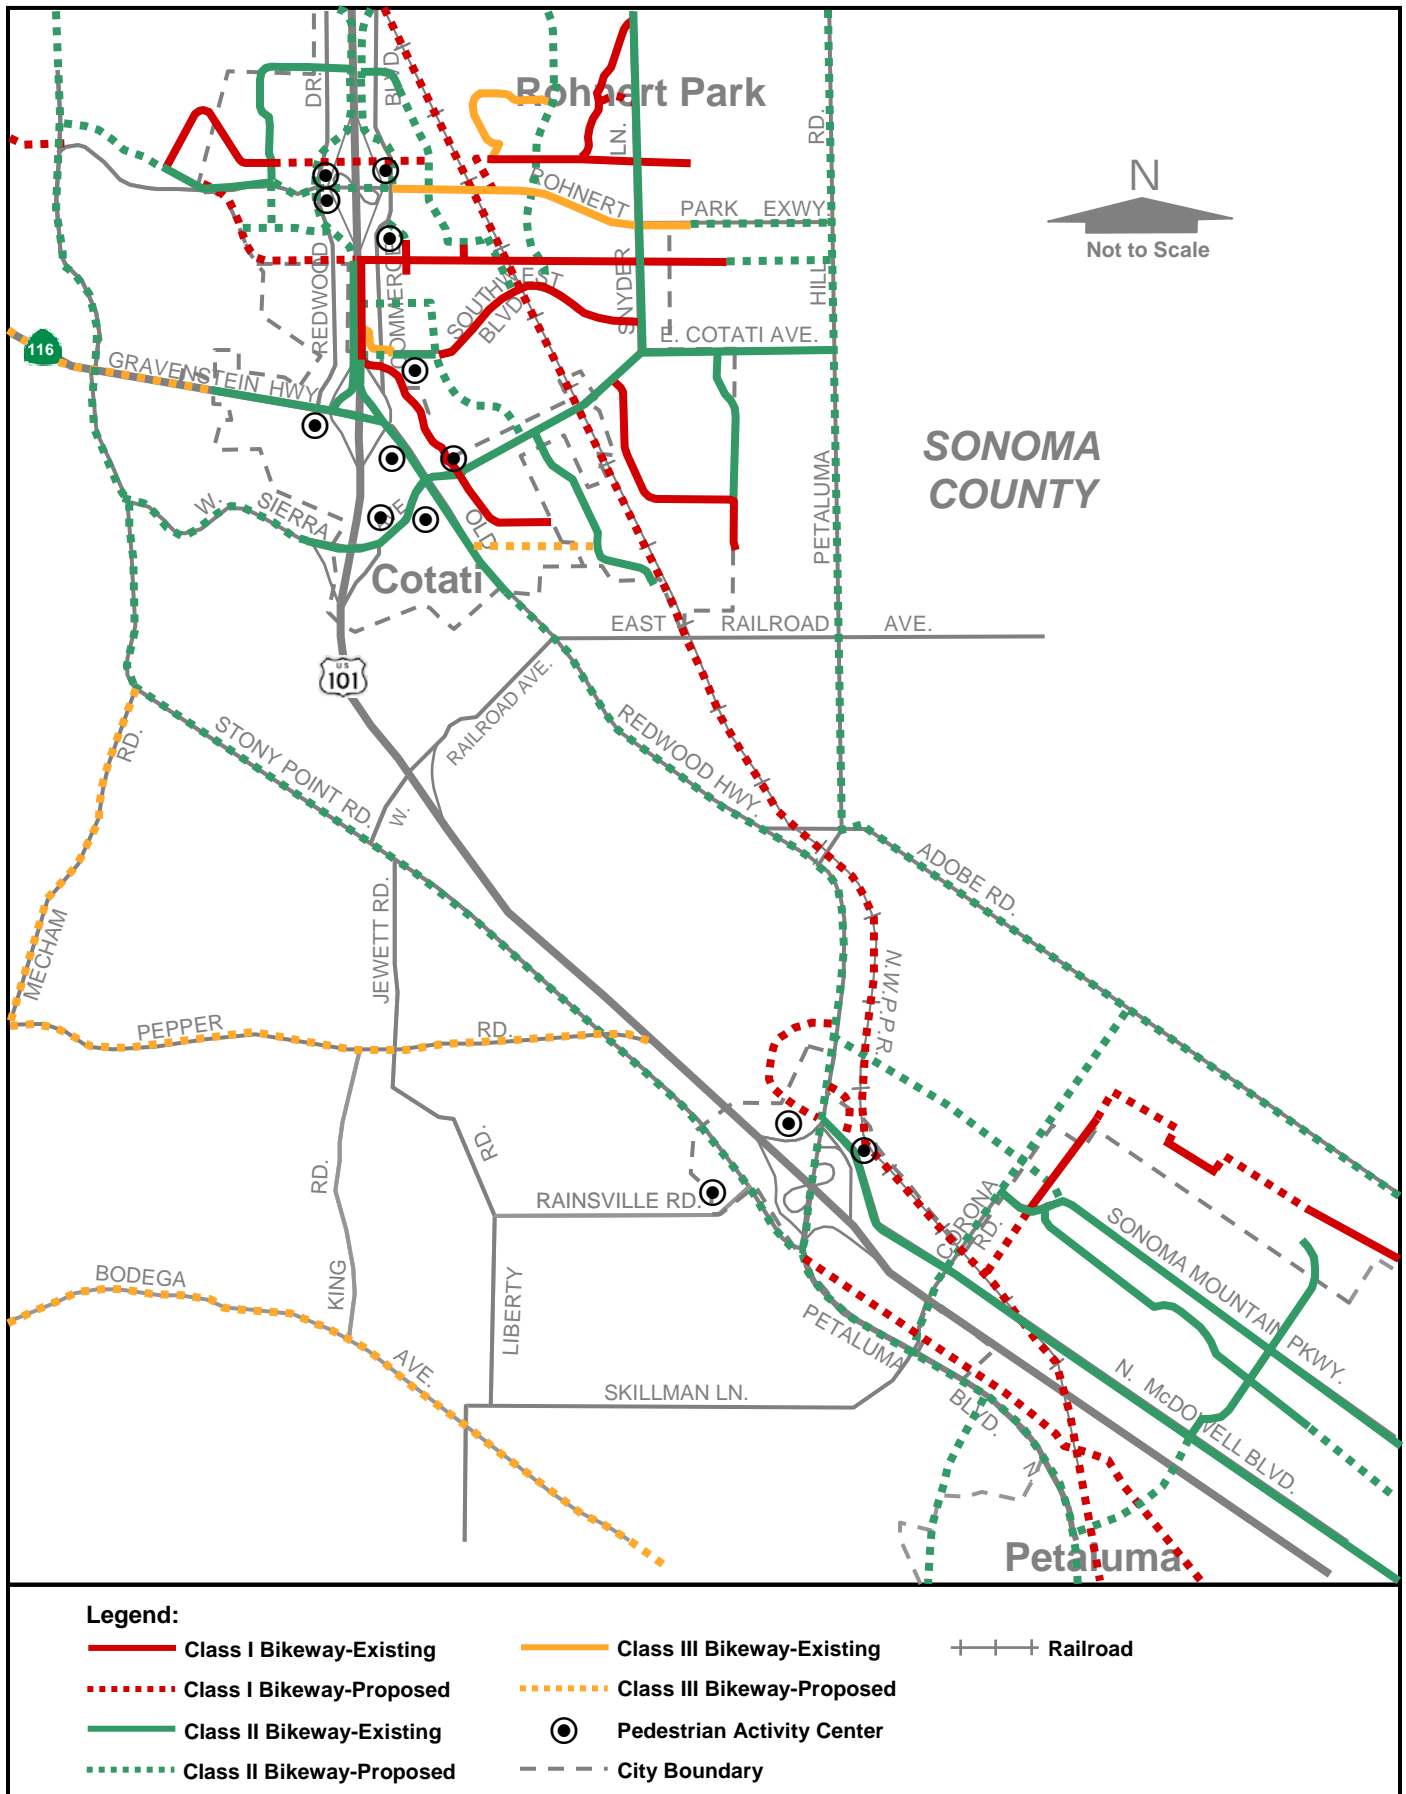 DR.
BLVD.
Rohnert Park
LN.
RD.
N
ROHNERT
PARK EXWY.
Not to Scale
REDWOOD
COMMERCE
SOUTHWEST
BLVD.
SNYDER
HILL
E. COTATI AVE.
116
GRAVENSTEIN HWY.
SONOMA
COUNTY
PETALUMA
W.
SIERRA
OLD
Cotati
EAST RAILROAD AVE.
US
101
RD.
STONY POINT RD.
RAILROAD AVE.
W.
REDWOOD HWY.
ADOBE RD.
MECHAM
JEWETT RD.
N.W.P.P.R.
PEPPER RD.
RD.
RD.
RAINSVILLE RD.
CORONA
RD.
SONOMA MOUNTAIN PKWY.
BODEGA
KING
LIBERTY
AVE.
PETALUMA
BLVD.
N.
SKILLMAN LN.
N. McDOWELL BLVD.
Petaluma
Legend:
Class I Bikeway-Existing
Class III Bikeway-Existing
Railroad
Class I Bikeway-Proposed
Class III Bikeway-Proposed
Class II Bikeway-Existing
Pedestrian Activity Center
Class II Bikeway-Proposed
City Boundary